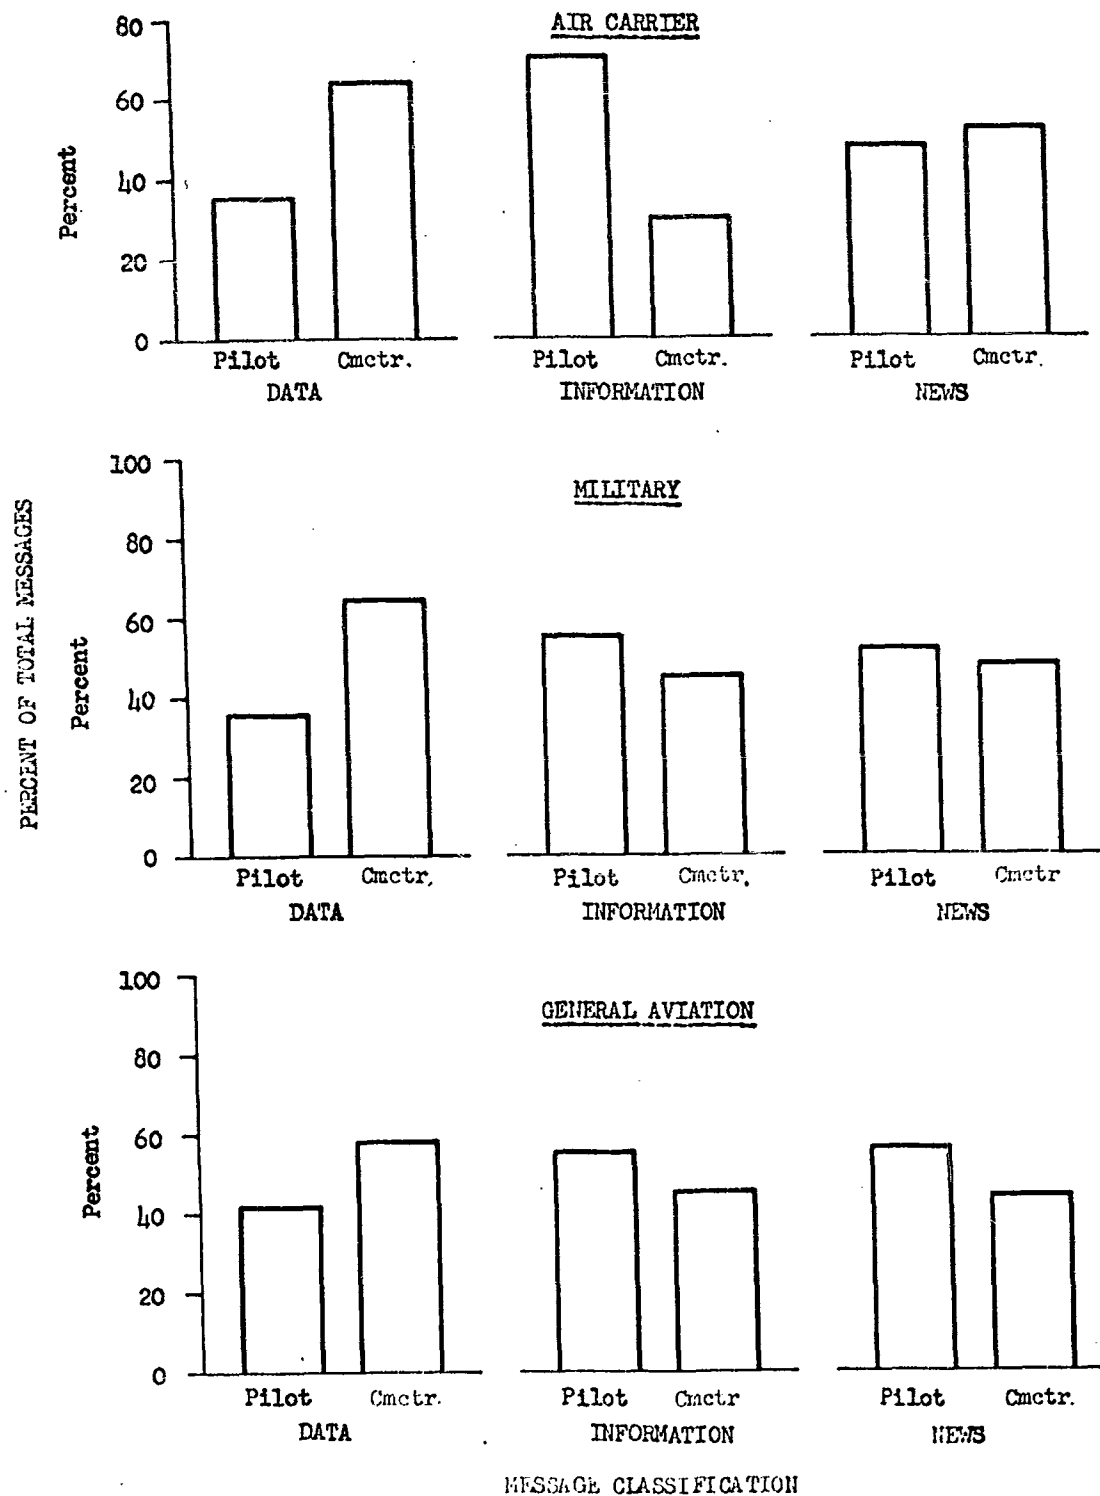 AIR CARRIER
80
60
40
20
0
Percent
Pilot Cmctr. Pilot Cmctr. Pilot Cmctr.
DATA INFORMATION NEWS
PERCENT OF TOTAL MESSAGES
MILITARY
100
80
60
40
20
0
Percent
Pilot Cmctr. Pilot Cmctr. Pilot Cmctr
DATA INFORMATION NEWS
GENERAL AVIATION
100
80
60
40
20
0
Percent
Pilot Cmctr. Pilot Cmctr Pilot Cmctr.
DATA INFORMATION NEWS
MESSAGE CLASSIFICATION